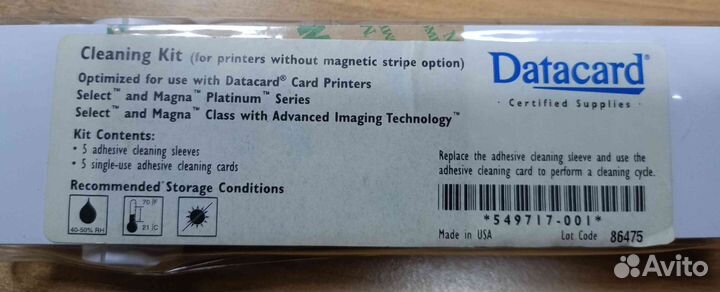 Cleaning Kit (for printers without magnetic stripe option)
Optimized for use with Datacard® Card Printers
Select™ and Magna™ Platinum™ Series
Select™ and Magna™ Class with Advanced Imaging Technology™
Kit Contents:
• 5 adhesive cleaning sleeves
• 5 single-use adhesive cleaning cards
Recommended Storage Conditions
40-50% RH
70 °F
21 °C
Datacard®
· Certified Supplies ·
Replace the adhesive cleaning sleeve and use the
adhesive cleaning card to perform a cleaning cycle.
*549717-001*
Made in USA Lot Code 86475
Avito